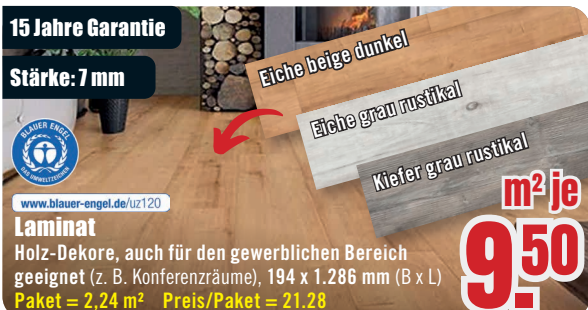 15 Jahre Garantie
Stärke: 7 mm
Eiche beige dunkel
Eiche grau rustikal
Kiefer grau rustikal
BLAUER ENGEL
DAS UMWELTZEICHEN
www.blauer-engel.de/uz120
Laminat
Holz-Dekore, auch für den gewerblichen Bereich
geeignet (z. B. Konferenzräume), 194 x 1.286 mm (B x L)
Paket = 2,24 m² Preis/Paket = 21.28
m² je
9.50